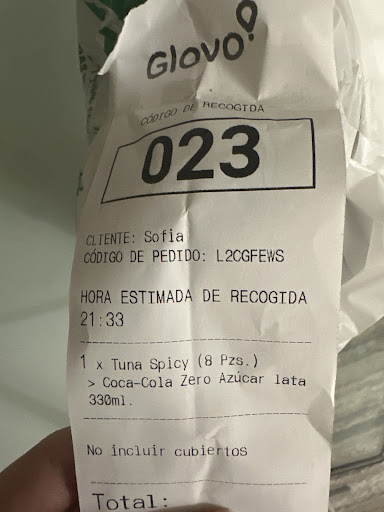 Glovo!
CÓDIGO DE RECOGIDA
023
CLIENTE: Sofia
CÓDIGO DE PEDIDO: L2CGFEWS
HORA ESTIMADA DE RECOGIDA
21:33
1 x Tuna Spicy (8 Pzs.)
> Coca-Cola Zero Azúcar lata
330ml.
No incluir cubiertos
Total: